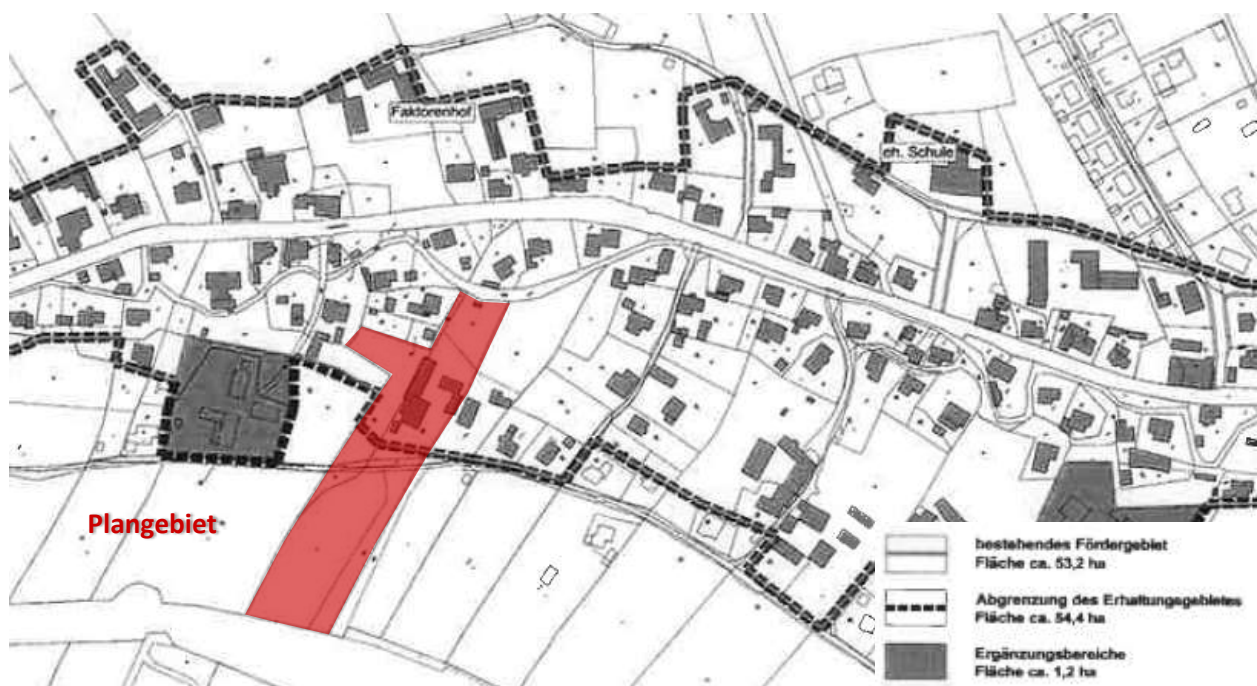 Faktorenhof
eh. Schule
Plangebiet
bestehendes Fördergebiet
Fläche ca. 53,2 ha
Abgrenzung des Erhaltungsgebietes
Fläche ca. 54,4 ha
Ergänzungsbereiche
Fläche ca. 1,2 ha